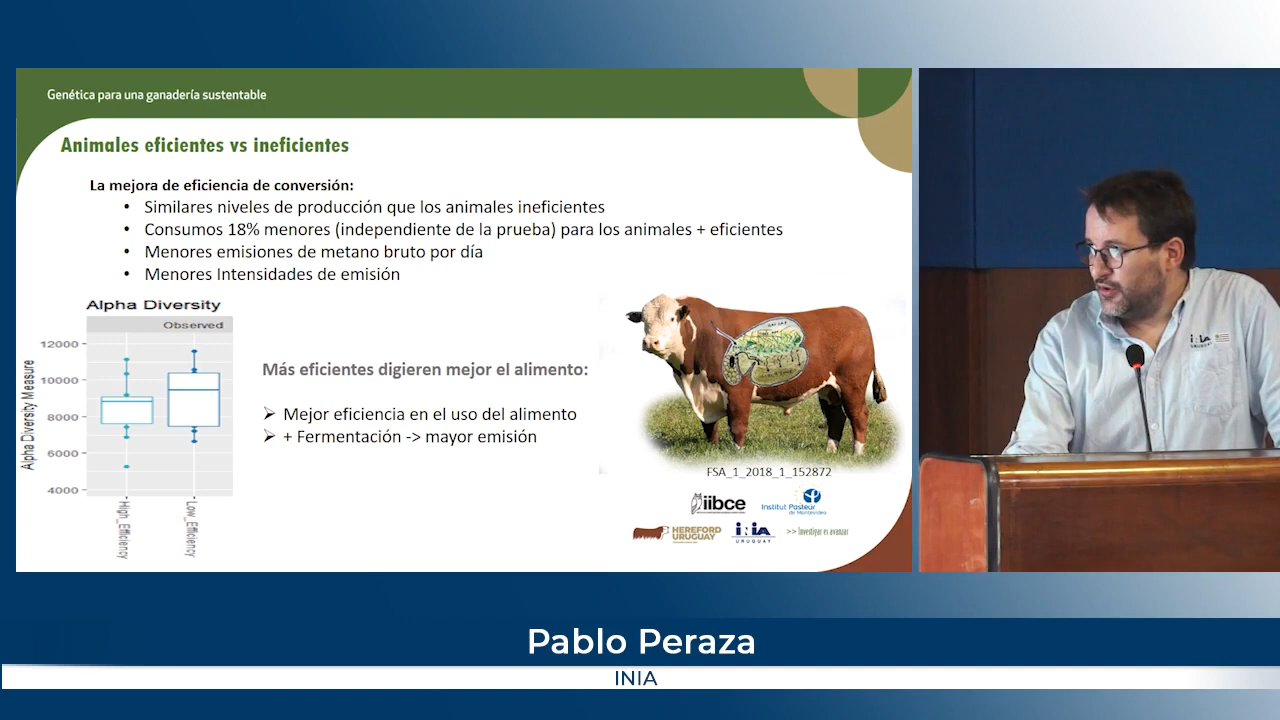 Genética para una ganadería sustentable
Animales eficientes vs ineficientes
La mejora de eficiencia de conversión:
• Similares niveles de producción que los animales ineficientes
• Consumos 18% menores (independiente de la prueba) para los animales + eficientes
• Menores emisiones de metano bruto por día
• Menores Intensidades de emisión
Alpha Diversity
Observed
Alpha Diversity Measure
12000
10000
8000
6000
4000
High_Efficiency
Low_Efficiency
Más eficientes digieren mejor el alimento:
➢ Mejor eficiencia en el uso del alimento
➢ + Fermentación -> mayor emisión
FSA_1_2018_1_152872
iibce
Institut Pasteur
de Montevideo
HEREFORD
URUGUAY
INIA
URUGUAY
>> Investigar es avanzar
INIA
URUGUAY
Pablo Peraza
INIA